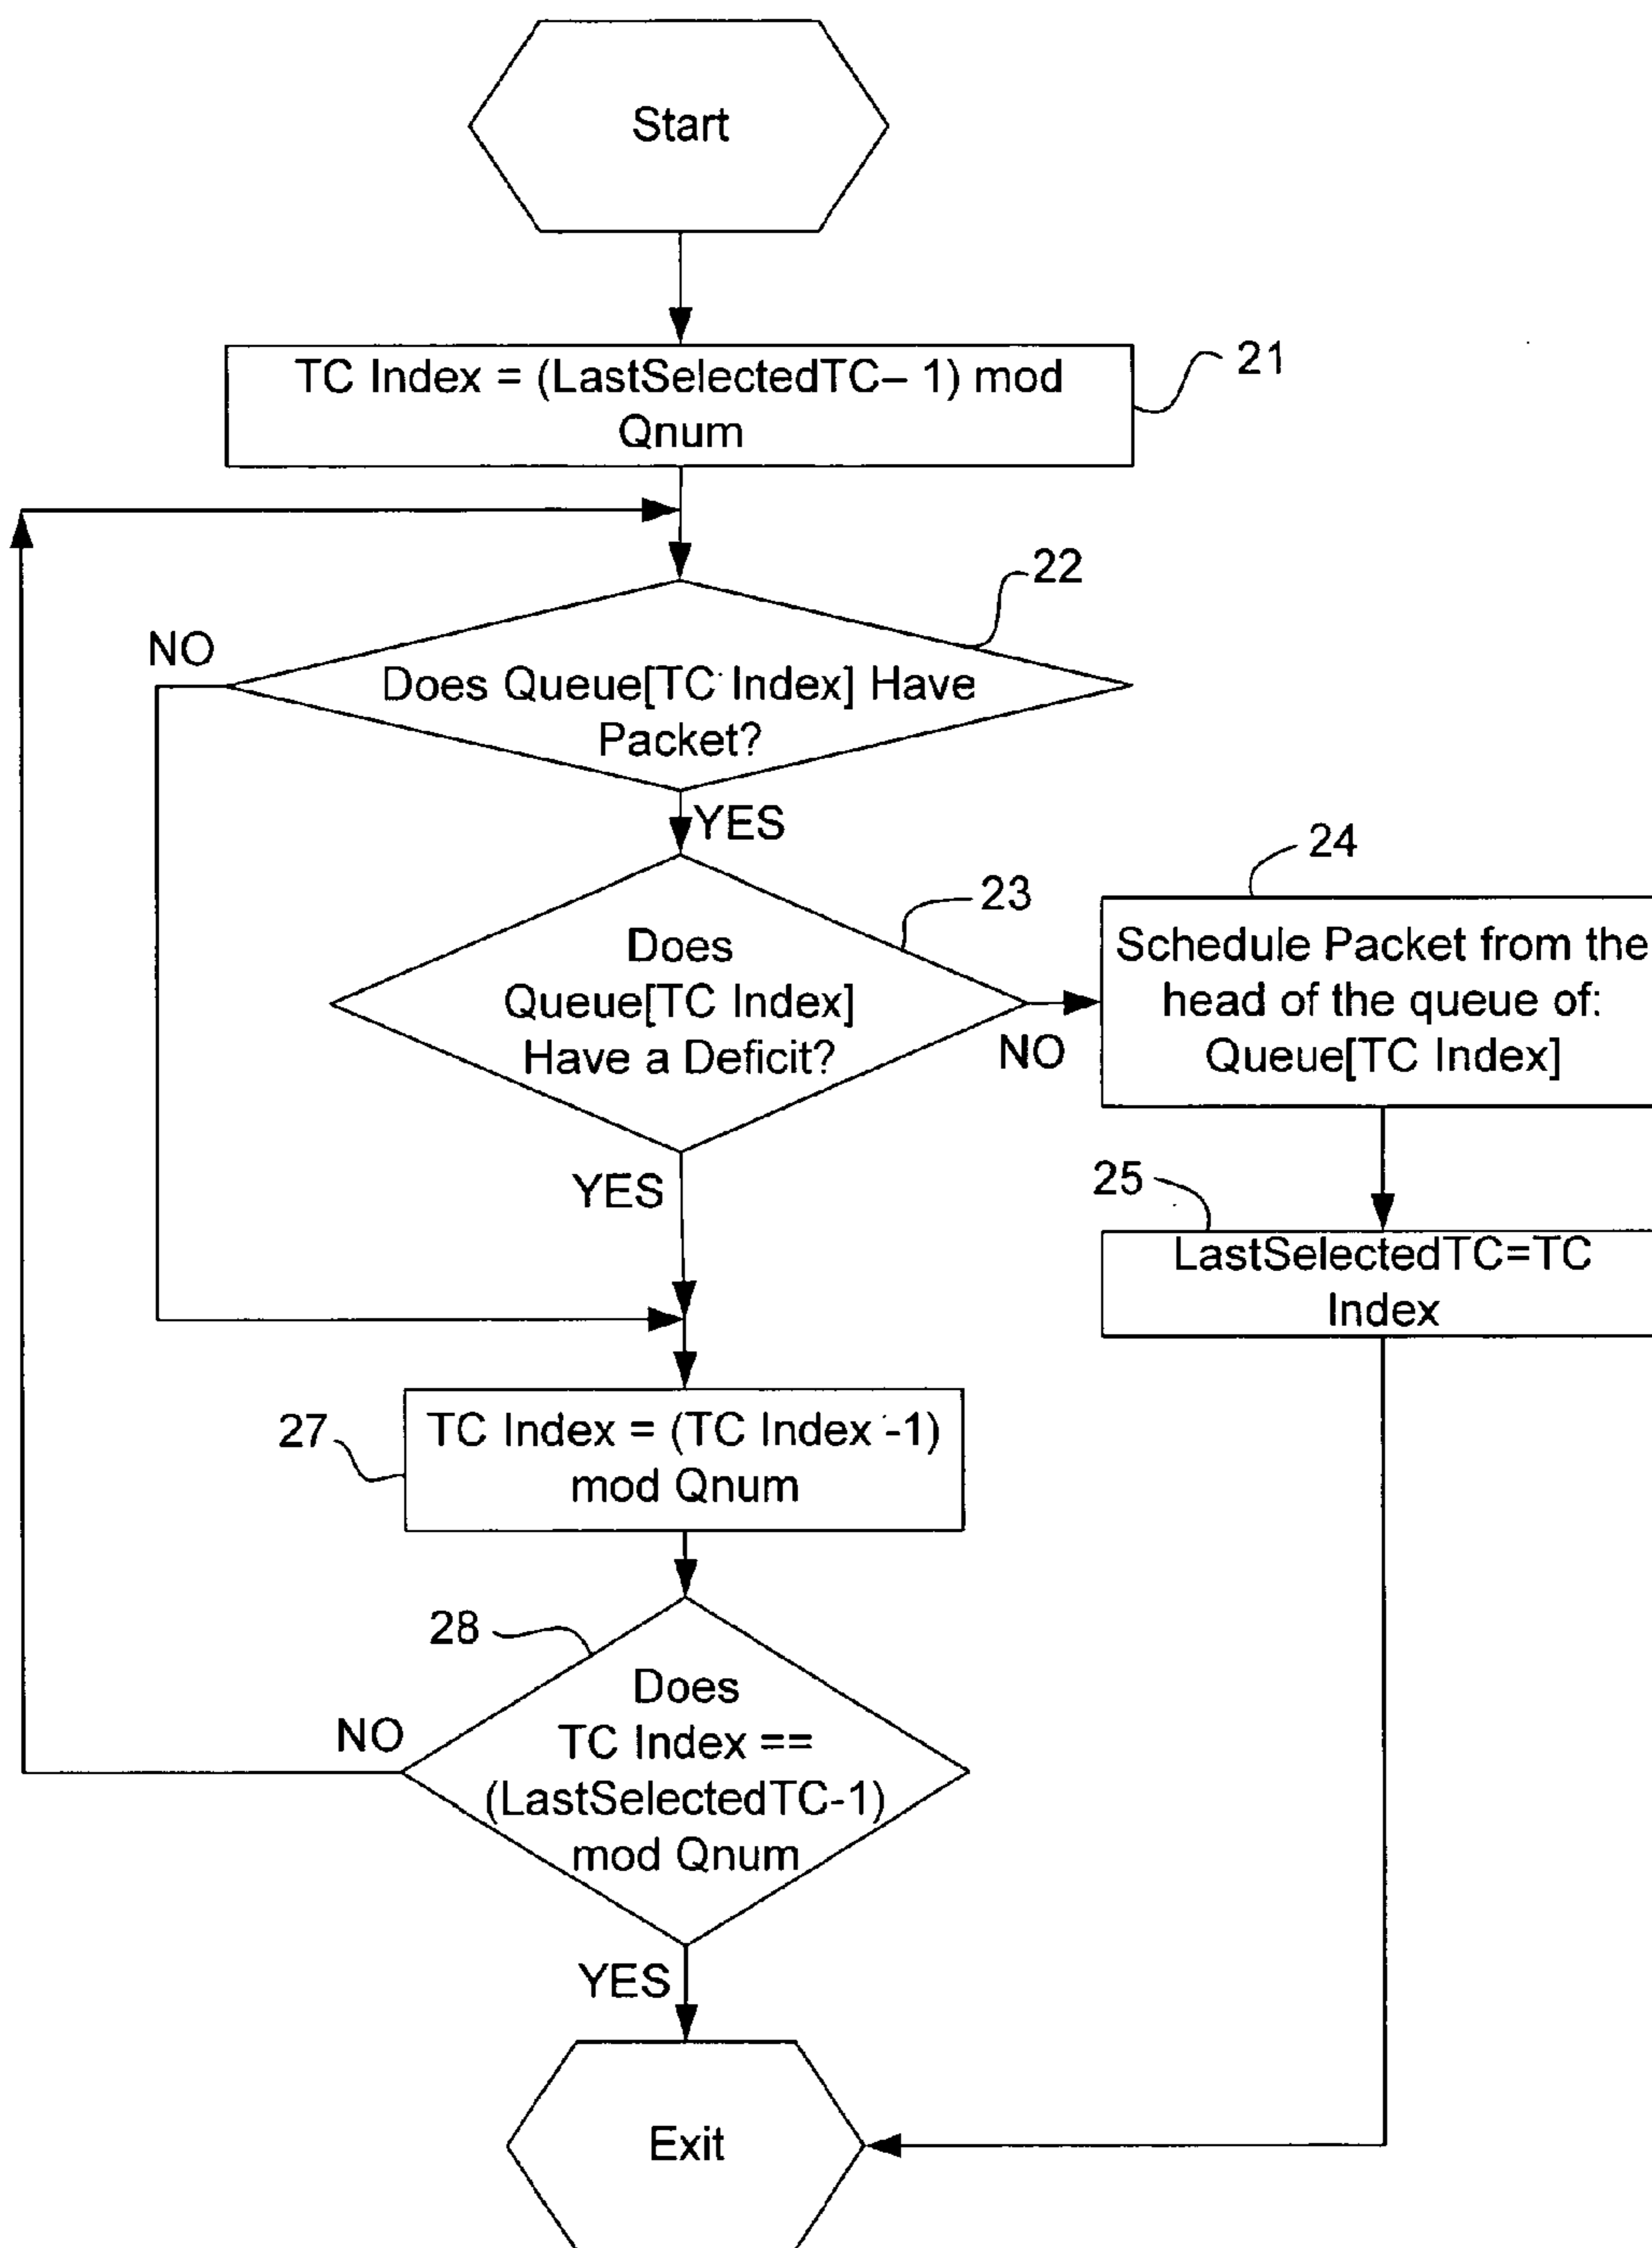 Start
TC Index = (LastSelectedTC– 1) mod
Qnum
21
22
NO
Does Queue[TC Index] Have
Packet?
YES
24
23
Does
Queue[TC Index]
Have a Deficit?
NO
Schedule Packet from the
head of the queue of:
Queue[TC Index]
YES
25
LastSelectedTC=TC
Index
27
TC Index = (TC Index -1)
mod Qnum
28
Does
TC Index ==
(LastSelectedTC-1)
mod Qnum
NO
YES
Exit